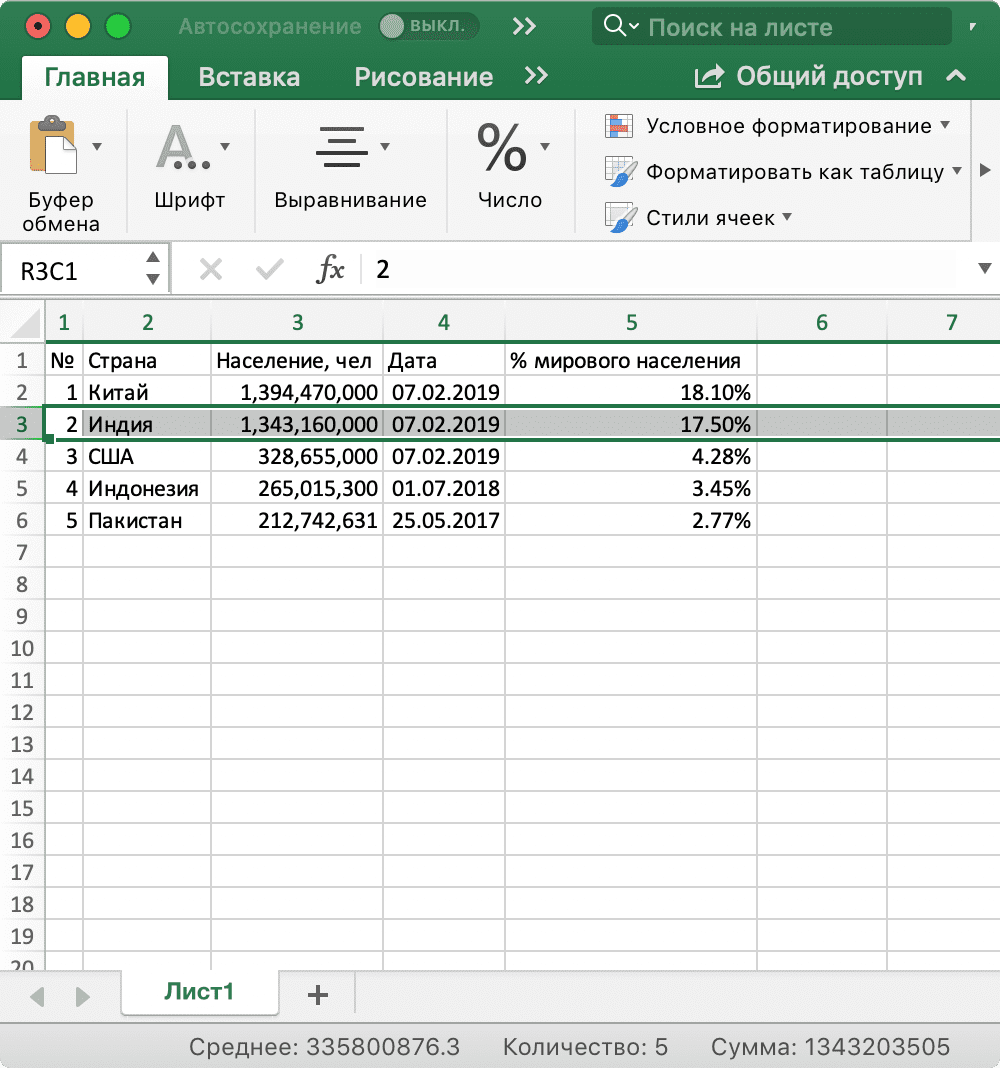 Автосохранение ВЫКЛ. Поиск на листе
Главная Вставка Рисование Общий доступ
Буфер обмена Шрифт Выравнивание % Число
Условное форматирование
Форматировать как таблицу
Стили ячеек
R3C1 fx 2
1 2 3 4 5 6 7
1 № Страна Население, чел Дата % мирового населения
2 1 Китай 1,394,470,000 07.02.2019 18.10%
3 2 Индия 1,343,160,000 07.02.2019 17.50%
4 3 США 328,655,000 07.02.2019 4.28%
5 4 Индонезия 265,015,300 01.07.2018 3.45%
6 5 Пакистан 212,742,631 25.05.2017 2.77%
7
8
9
10
11
12
13
14
15
16
17
18
19
20
Лист1
Среднее: 335800876.3 Количество: 5 Сумма: 1343203505